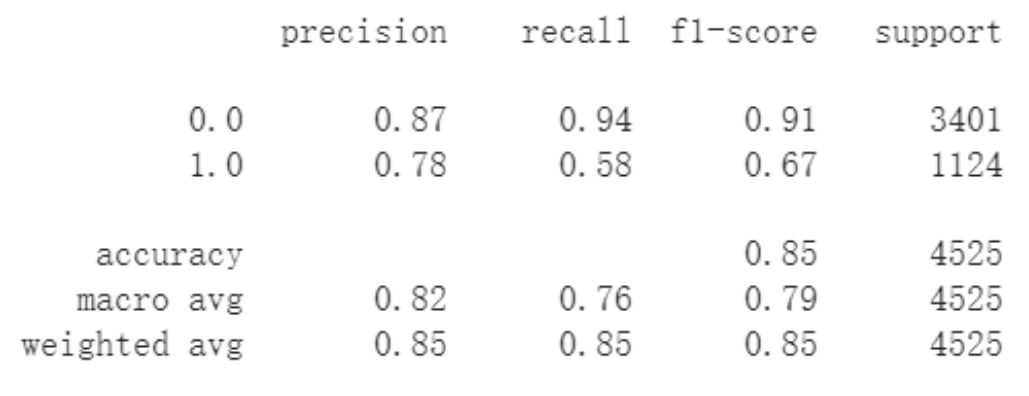 precision recall f1-score support
0.0 0.87 0.94 0.91 3401
1.0 0.78 0.58 0.67 1124
accuracy 0.85 4525
macro avg 0.82 0.76 0.79 4525
weighted avg 0.85 0.85 0.85 4525